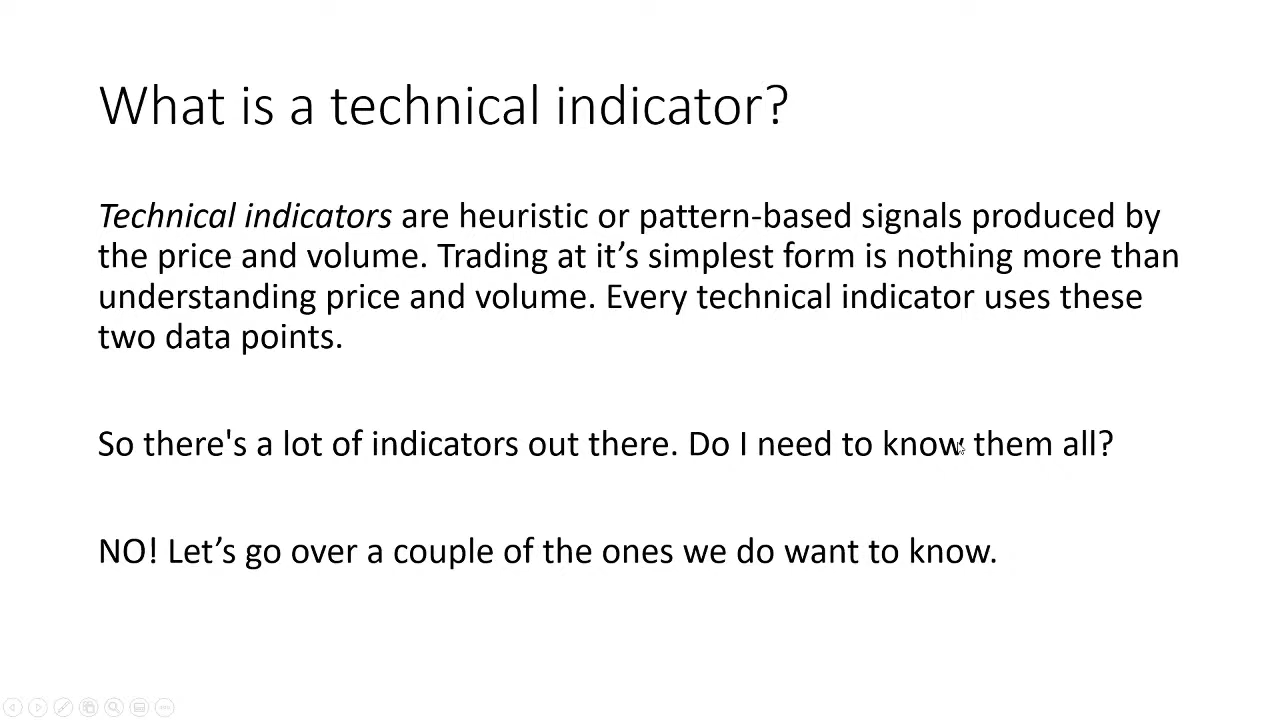 What is a technical indicator?
Technical indicators are heuristic or pattern-based signals produced by
the price and volume. Trading at it’s simplest form is nothing more than
understanding price and volume. Every technical indicator uses these
two data points.
So there's a lot of indicators out there. Do I need to know them all?
NO! Let’s go over a couple of the ones we do want to know.